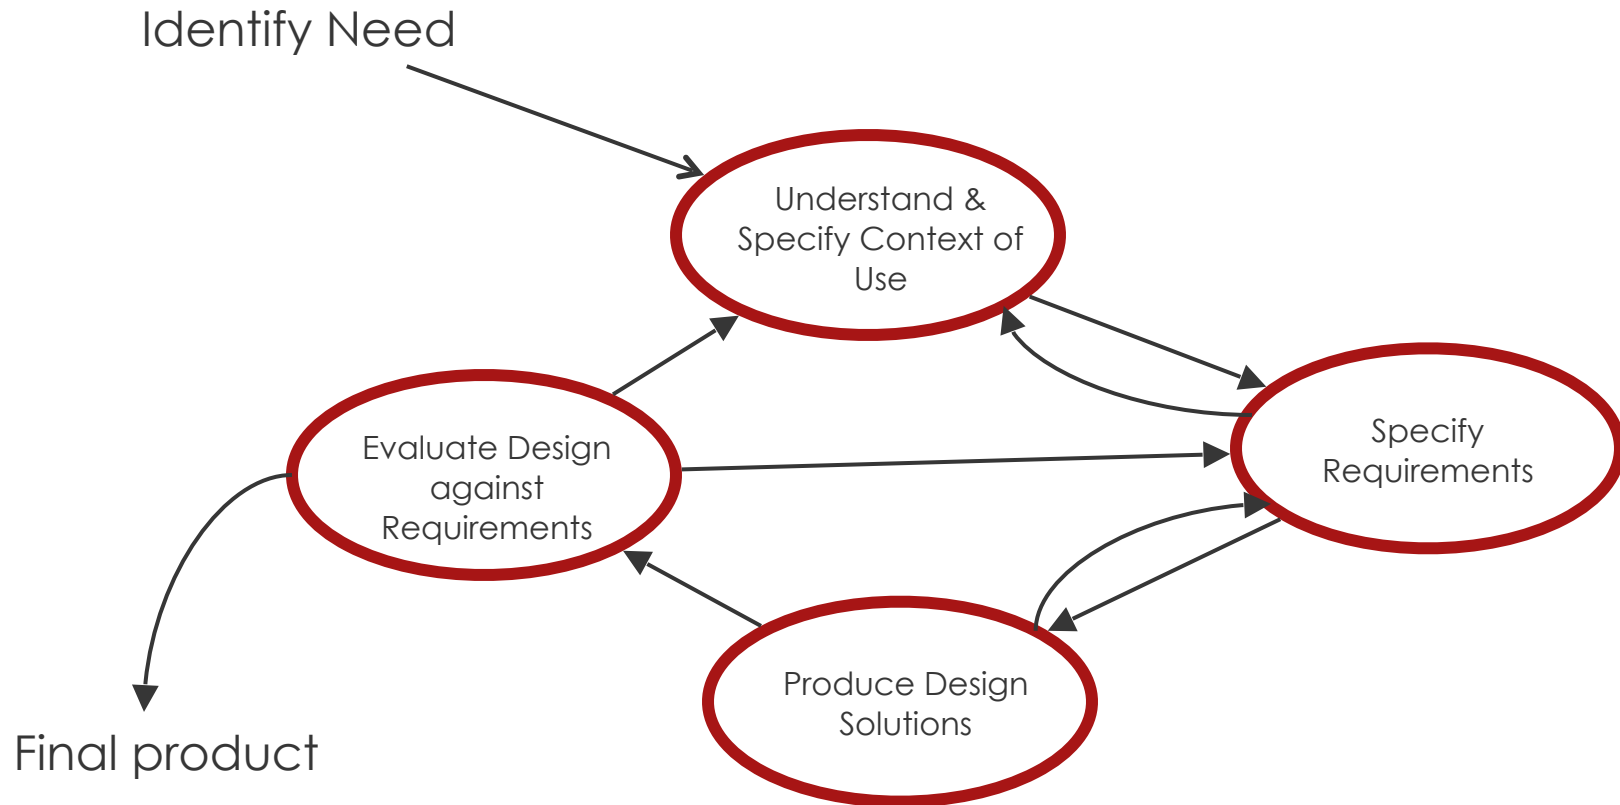 Identify Need
Understand &
Specify Context of
Use
Evaluate Design
against
Requirements
Specify
Requirements
Produce Design
Solutions
Final product